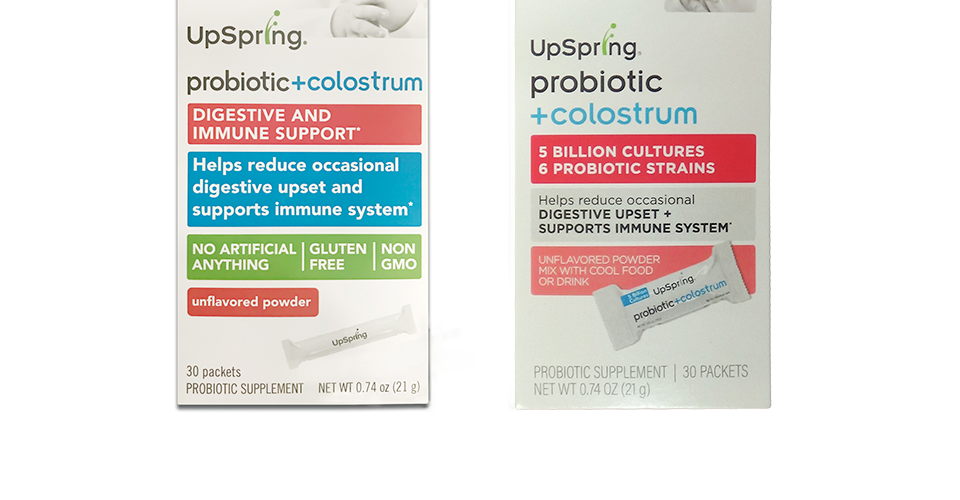 UpSpring®
probiotic+colostrum
DIGESTIVE AND
IMMUNE SUPPORT*
Helps reduce occasional
digestive upset and
supports immune system*
NO ARTIFICIAL
ANYTHING
GLUTEN
FREE
NON
GMO
unflavored powder
UpSpring
30 packets
PROBIOTIC SUPPLEMENT NET WT 0.74 oz (21 g)
UpSpring®
probiotic
+colostrum
5 BILLION CULTURES
6 PROBIOTIC STRAINS
Helps reduce occasional
DIGESTIVE UPSET +
SUPPORTS IMMUNE SYSTEM*
UNFLAVORED POWDER
MIX WITH COOL FOOD
OR DRINK
UpSpring
probiotic+colostrum
PROBIOTIC SUPPLEMENT | 30 PACKETS
NET WT 0.74 OZ (21 g)